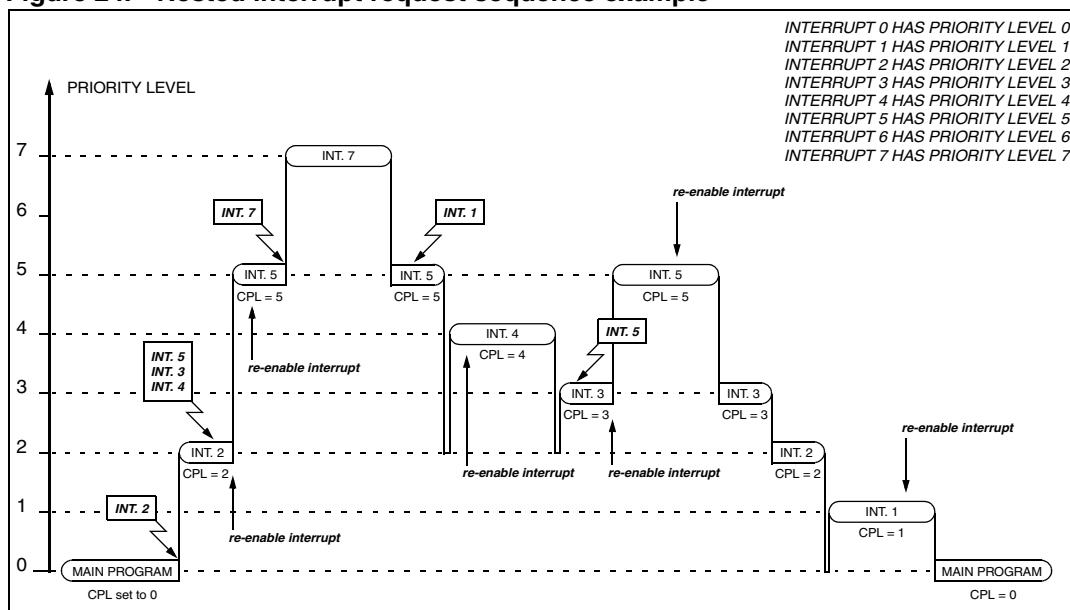 INTERRUPT 0 HAS PRIORITY LEVEL 0
INTERRUPT 1 HAS PRIORITY LEVEL 1
INTERRUPT 2 HAS PRIORITY LEVEL 2
INTERRUPT 3 HAS PRIORITY LEVEL 3
INTERRUPT 4 HAS PRIORITY LEVEL 4
INTERRUPT 5 HAS PRIORITY LEVEL 5
INTERRUPT 6 HAS PRIORITY LEVEL 6
INTERRUPT 7 HAS PRIORITY LEVEL 7
PRIORITY LEVEL
7
INT. 7
re-enable interrupt
6
INT. 7
INT. 1
5
INT. 5
INT. 5
INT. 5
CPL = 5
CPL = 5
CPL = 5
4
INT. 4
INT. 5
CPL = 4
INT. 5
INT. 3
INT. 4
re-enable interrupt
3
INT. 3
INT. 3
CPL = 3
CPL = 3
re-enable interrupt
2
INT. 2
INT. 2
CPL = 2
re-enable interrupt
re-enable interrupt
CPL = 2
1
INT. 2
INT. 1
re-enable interrupt
CPL = 1
0
MAIN PROGRAM
MAIN PROGRAM
CPL set to 0
CPL = 0